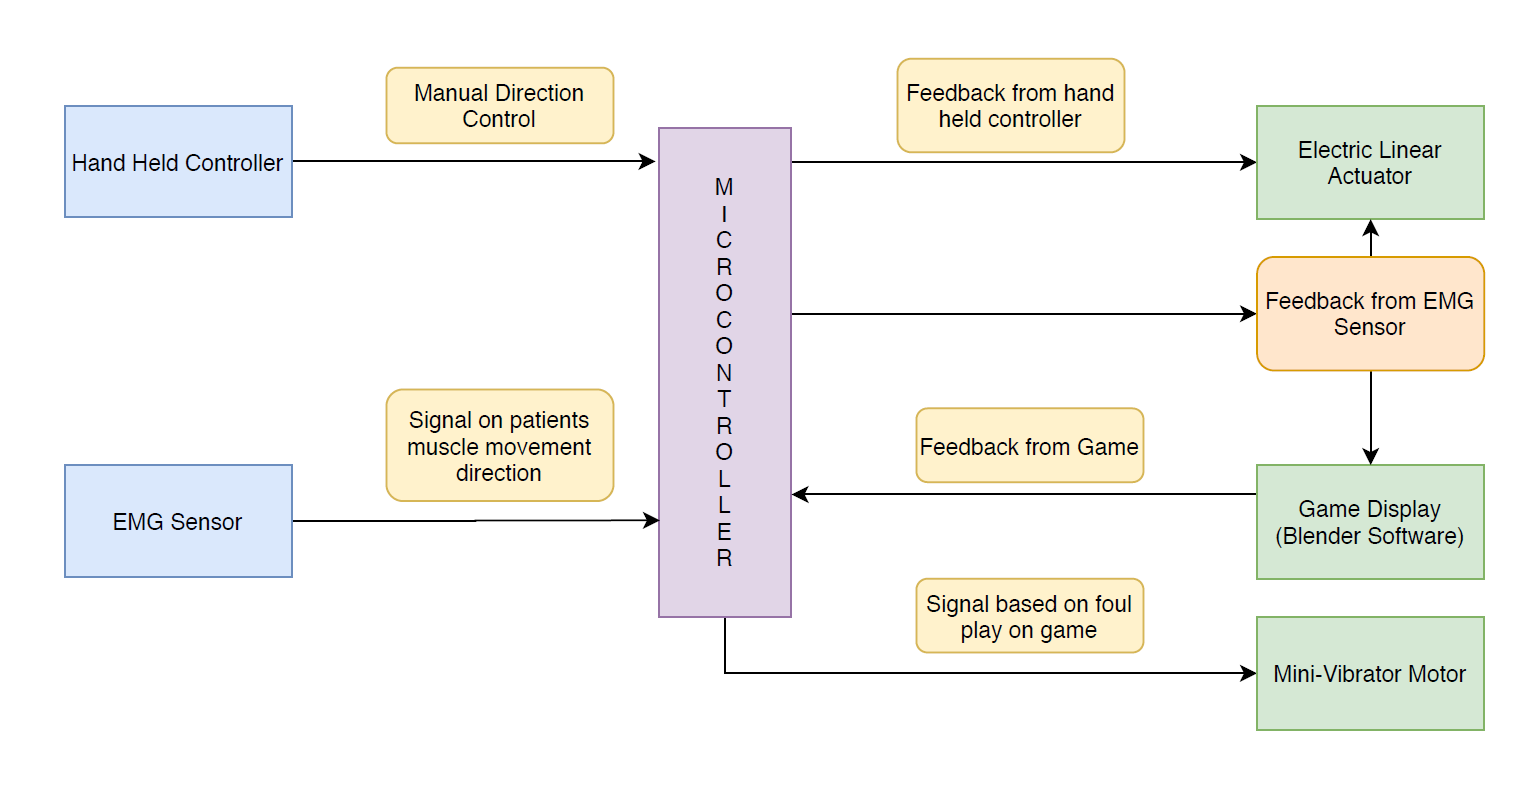 Manual Direction
Control
Feedback from hand
held controller
Hand Held Controller
Electric Linear
Actuator
M
I
C
R
O
C
O
N
T
R
O
L
L
E
R
Feedback from EMG
Sensor
Signal on patients
muscle movement
direction
Feedback from Game
EMG Sensor
Game Display
(Blender Software)
Signal based on foul
play on game
Mini-Vibrator Motor